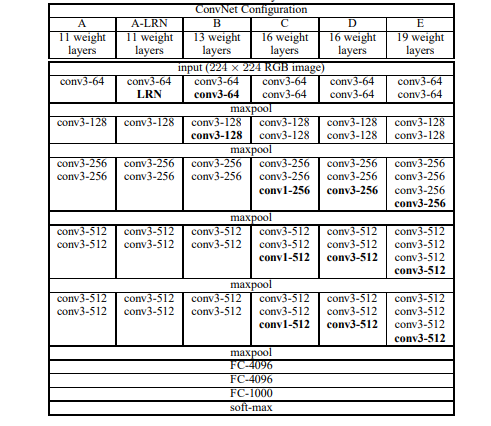 ConvNet Configuration
A A-LRN B C D E
11 weight 11 weight 13 weight 16 weight 16 weight 19 weight
layers layers layers layers layers layers
input (224 × 224 RGB image)
conv3-64 conv3-64 conv3-64 conv3-64 conv3-64 conv3-64
LRN conv3-64 conv3-64 conv3-64 conv3-64
maxpool
conv3-128 conv3-128 conv3-128 conv3-128 conv3-128 conv3-128
conv3-128 conv3-128 conv3-128 conv3-128
maxpool
conv3-256 conv3-256 conv3-256 conv3-256 conv3-256 conv3-256
conv3-256 conv3-256 conv3-256 conv3-256 conv3-256 conv3-256
conv1-256 conv3-256 conv3-256
conv3-256
maxpool
conv3-512 conv3-512 conv3-512 conv3-512 conv3-512 conv3-512
conv3-512 conv3-512 conv3-512 conv3-512 conv3-512 conv3-512
conv1-512 conv3-512 conv3-512
conv3-512
maxpool
conv3-512 conv3-512 conv3-512 conv3-512 conv3-512 conv3-512
conv3-512 conv3-512 conv3-512 conv3-512 conv3-512 conv3-512
conv1-512 conv3-512 conv3-512
conv3-512
maxpool
FC-4096
FC-4096
FC-1000
soft-max